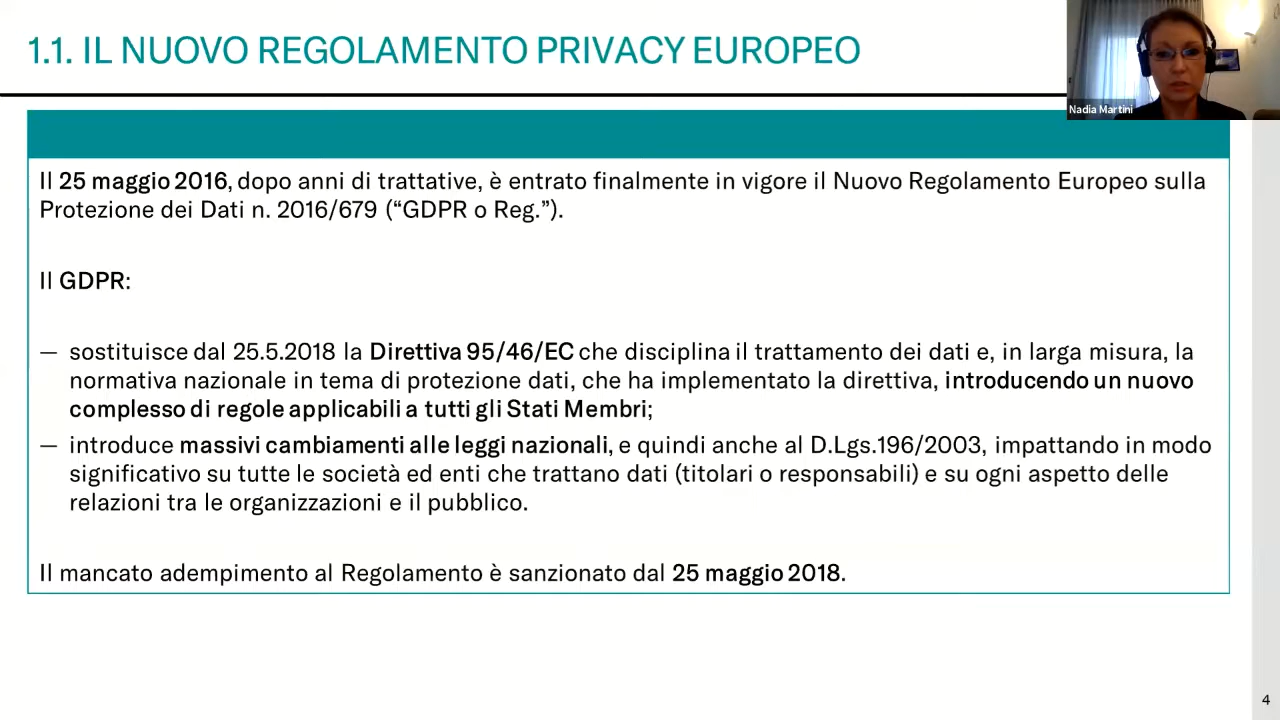 1.1. IL NUOVO REGOLAMENTO PRIVACY EUROPEO
Nadia Martini
Il 25 maggio 2016, dopo anni di trattative, è entrato finalmente in vigore il Nuovo Regolamento Europeo sulla
Protezione dei Dati n. 2016/679 (“GDPR o Reg.”).
Il GDPR:
— sostituisce dal 25.5.2018 la Direttiva 95/46/EC che disciplina il trattamento dei dati e, in larga misura, la
normativa nazionale in tema di protezione dati, che ha implementato la direttiva, introducendo un nuovo
complesso di regole applicabili a tutti gli Stati Membri;
— introduce massivi cambiamenti alle leggi nazionali, e quindi anche al D.Lgs.196/2003, impattando in modo
significativo su tutte le società ed enti che trattano dati (titolari o responsabili) e su ogni aspetto delle
relazioni tra le organizzazioni e il pubblico.
Il mancato adempimento al Regolamento è sanzionato dal 25 maggio 2018.
4